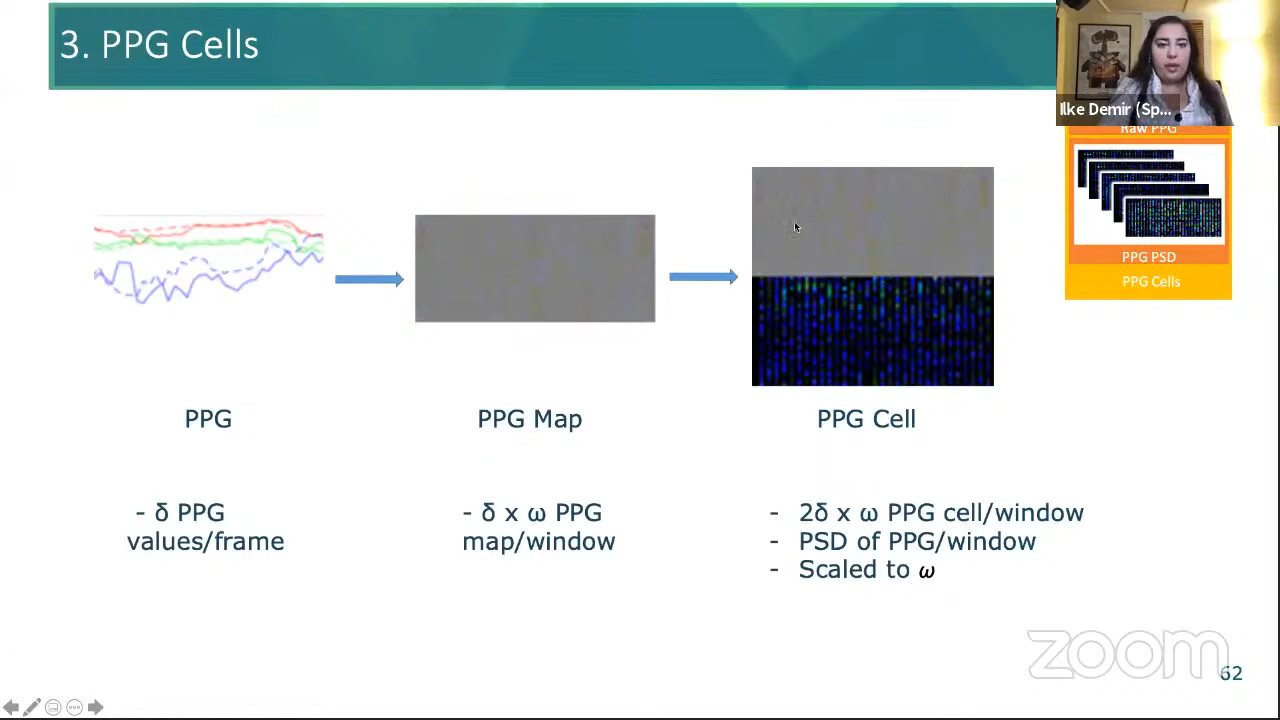 3. PPG Cells
Ilke Demir (Sp...
Raw PPG
PPG PSD
PPG Cells
PPG
PPG Map
PPG Cell
- δ PPG
values/frame
- δ x ω PPG
map/window
- 2δ x ω PPG cell/window
- PSD of PPG/window
- Scaled to ω
zoom
62